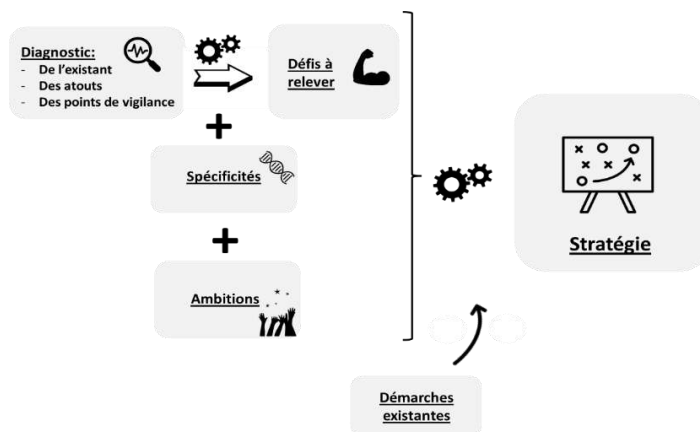 Diagnostic:
- De l'existant
- Des atouts
- Des points de vigilance
Défis à
relever
Spécificités
Ambitions
Stratégie
Démarches
existantes